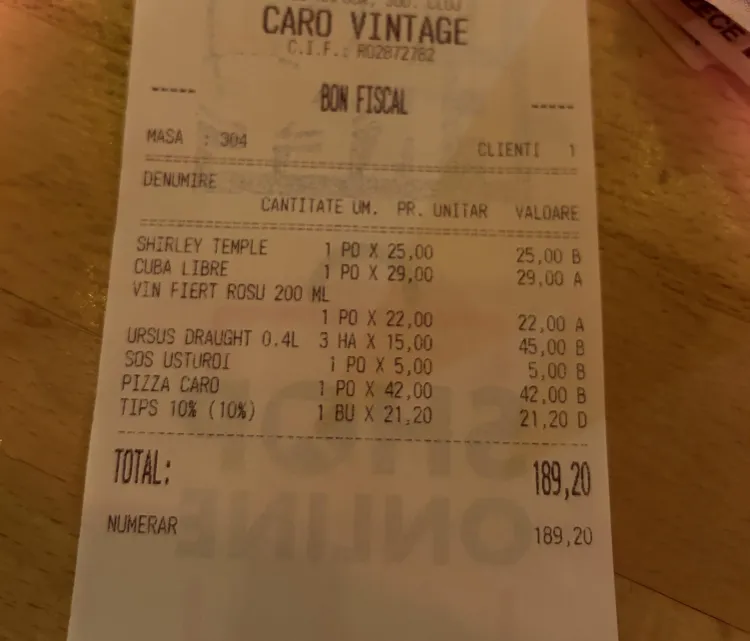 CARO VINTAGE
C.I.F.: RO2872782
----- BON FISCAL -----
MASA : 304 CLIENTI 1
DENUMIRE
CANTITATE UM. PR. UNITAR VALOARE
SHIRLEY TEMPLE 1 PO X 25,00 25,00 B
CUBA LIBRE 1 PO X 29,00 29,00 A
VIN FIERT ROSU 200 ML
1 PO X 22,00 22,00 A
URSUS DRAUGHT 0.4L 3 HA X 15,00 45,00 B
SOS USTUROI 1 PO X 5,00 5,00 B
PIZZA CARO 1 PO X 42,00 42,00 B
TIPS 10% (10%) 1 BU X 21,20 21,20 D
TOTAL: 189,20
NUMERAR 189,20
SHOP
ONLINE